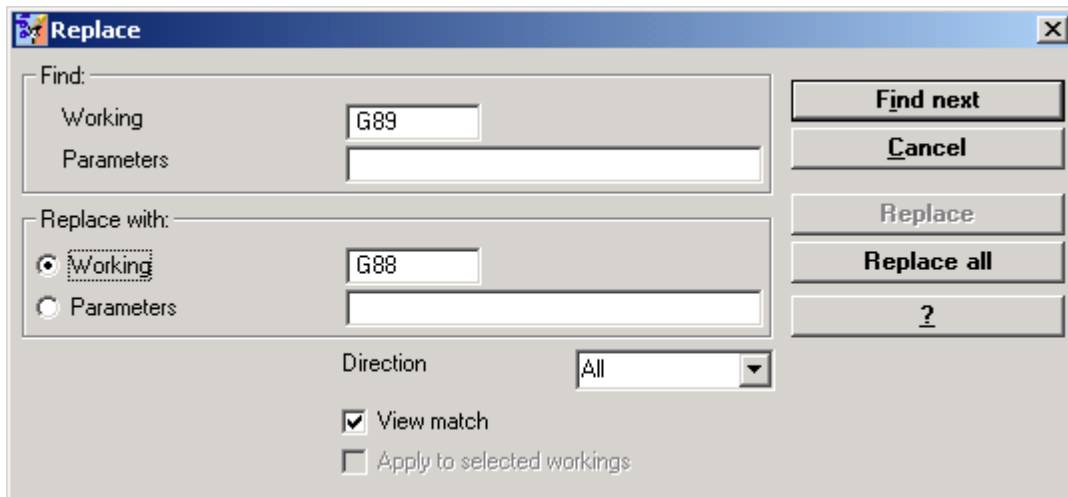 Replace
Find:
Working G89
Parameters
Replace with:
Working G88
Parameters
Direction All
View match
Apply to selected workings
Find next
Cancel
Replace
Replace all
?